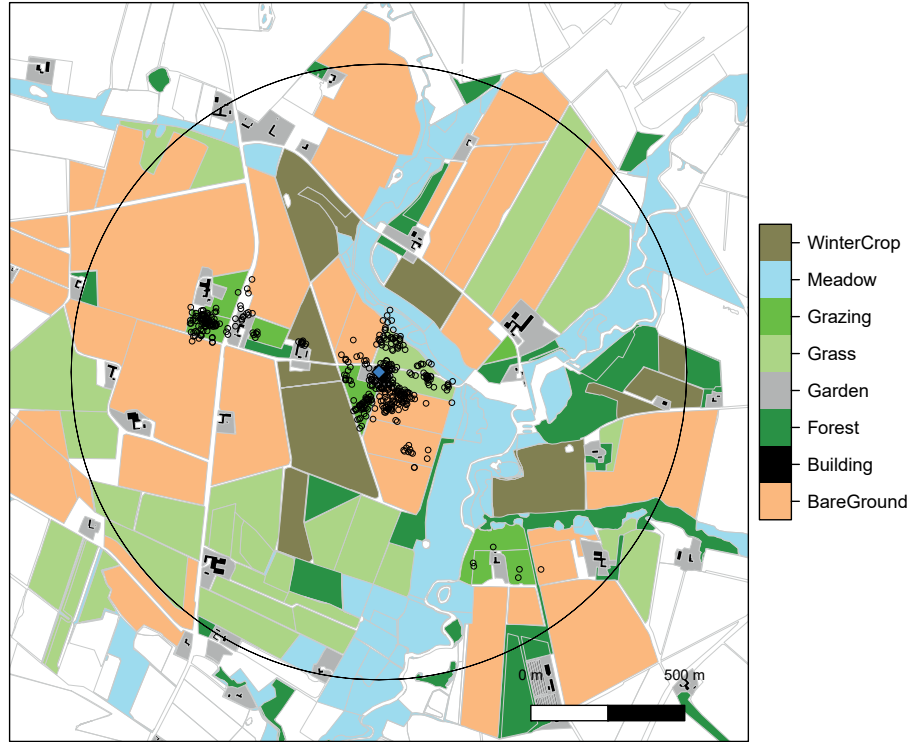 WinterCrop
Meadow
Grazing
Grass
Garden
Forest
Building
BareGround
0 m 500 m